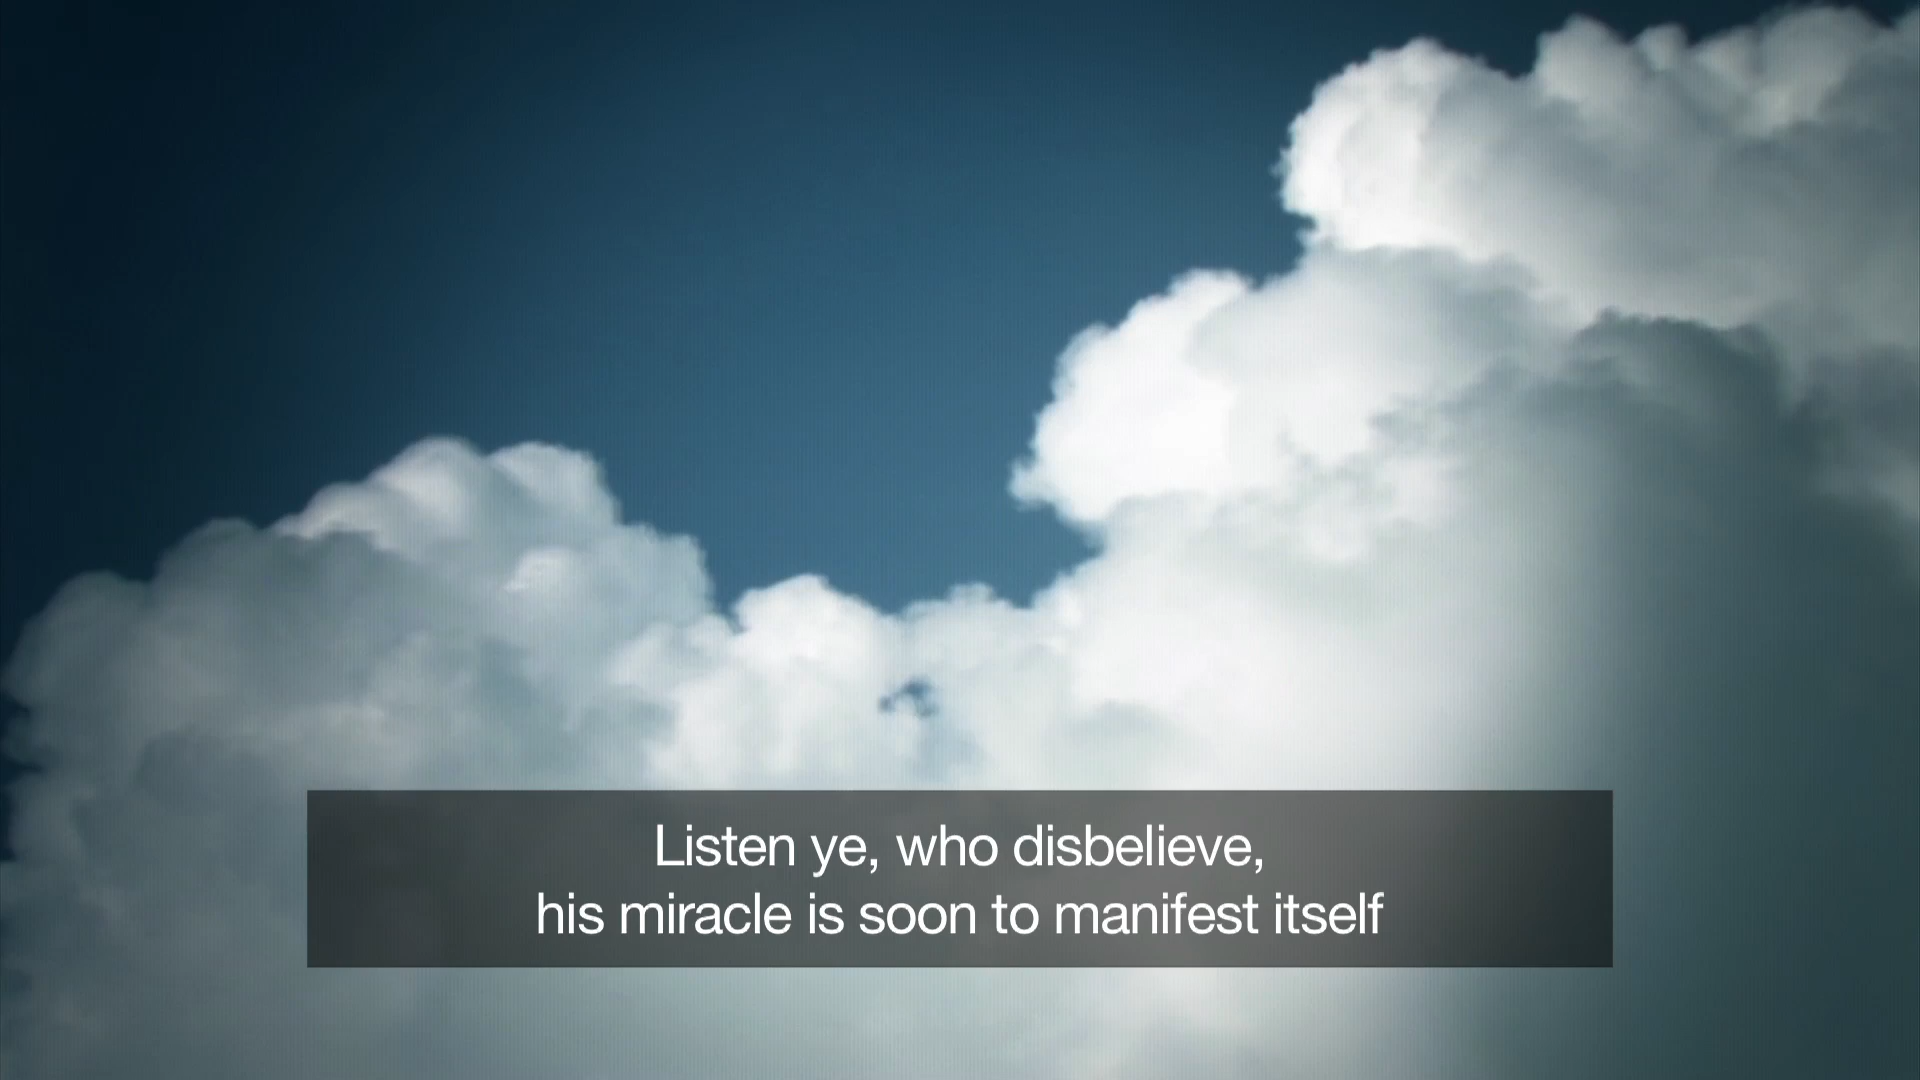 Listen ye, who disbelieve,
his miracle is soon to manifest itself